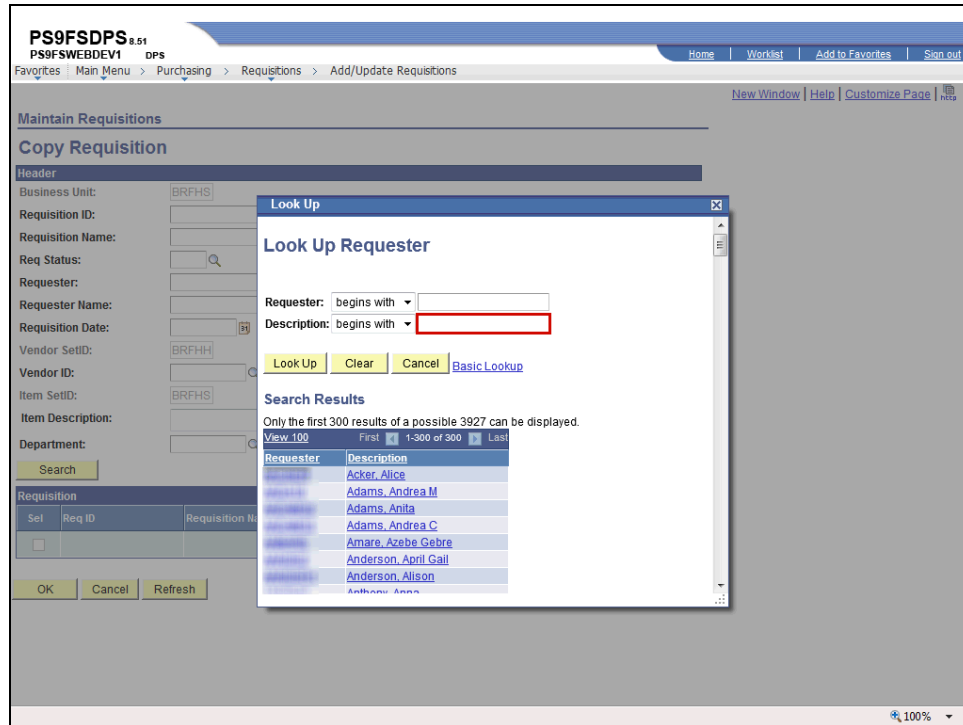 PS9FSDPS 8.51
PS9FSWEBDEV1 DPS
Home | Worklist | Add to Favorites | Sign out
Favorites Main Menu > Purchasing > Requisitions > Add/Update Requisitions
New Window | Help | Customize Page | http
Maintain Requisitions
Copy Requisition
Header
Business Unit: BRFHS
Requisition ID:
Requisition Name:
Req Status:
Requester:
Requester Name:
Requisition Date: 31
Vendor SetID: BRFHH
Vendor ID:
Item SetID: BRFHS
Item Description:
Department:
Search
Requisition
Sel Req ID Requisition
OK Cancel Refresh
Look Up
Look Up Requester
Requester: begins with
Description: begins with
Look Up Clear Cancel Basic Lookup
Search Results
Only the first 300 results of a possible 3927 can be displayed.
View 100 First 1-300 of 300 Last
Requester Description
Acker, Alice
Adams, Andrea M
Adams, Anita
Adams, Andrea C
Amare, Azebe Gebre
Anderson, April Gail
Anderson, Alison
Anthony, Anna
100%